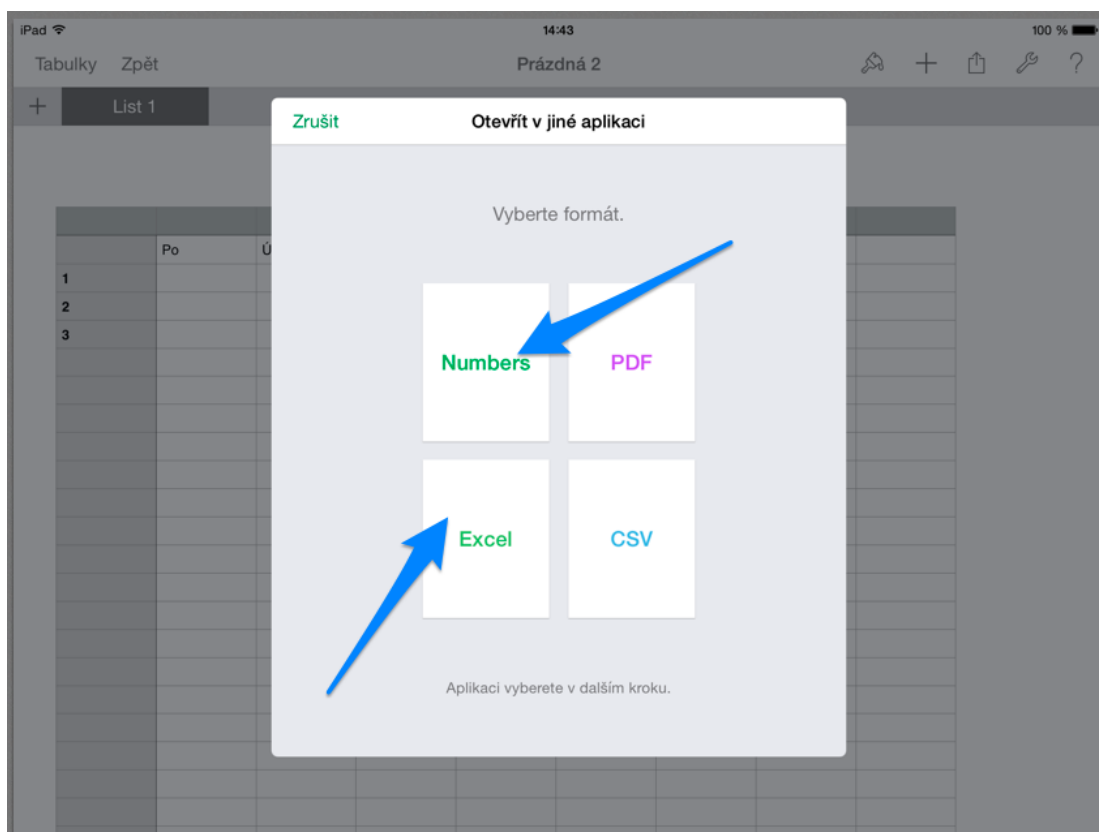 iPad 14:43 100 %
Tabulky Zpět Prázdná 2 ?
+ List 1
Zrušit Otevřít v jiné aplikaci
Vyberte formát.
Po Ú
1
2
3
Numbers PDF
Excel CSV
Aplikaci vyberete v dalším kroku.